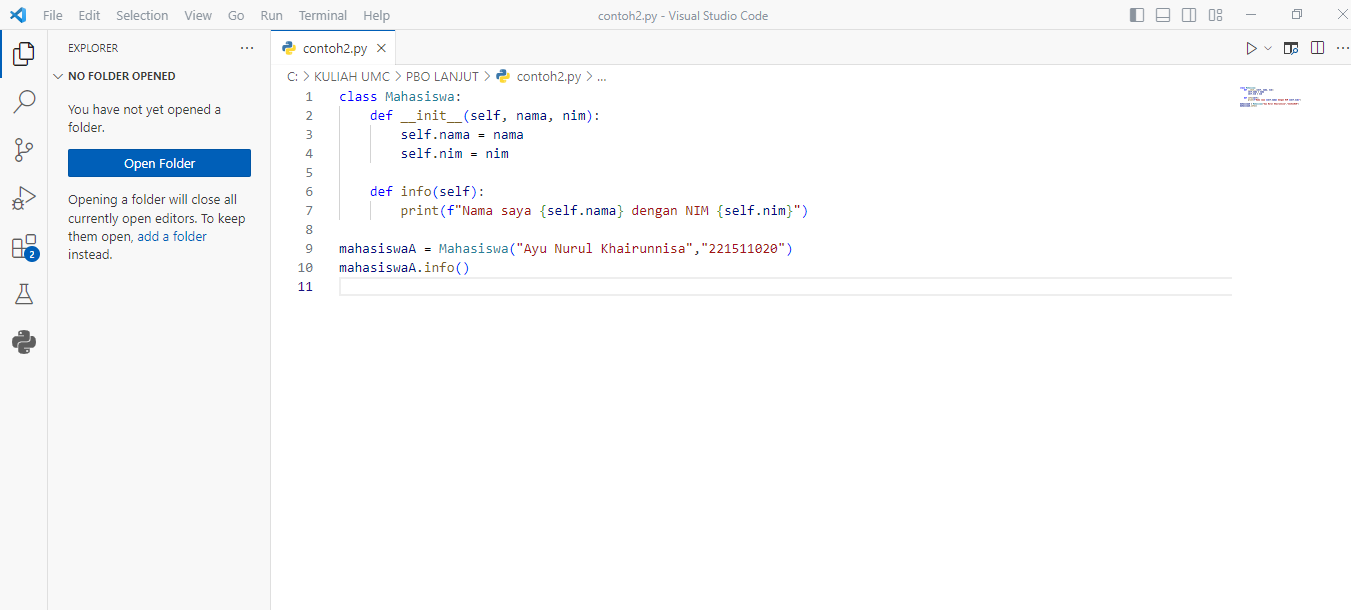 File Edit Selection View Go Run Terminal Help contoh2.py - Visual Studio Code
EXPLORER
NO FOLDER OPENED
You have not yet opened a
folder.
Open Folder
Opening a folder will close all
currently open editors. To keep
them open, add a folder
instead.
2
contoh2.py
C: > KULIAH UMC > PBO LANJUT > contoh2.py > ...
1 class Mahasiswa:
2     def __init__(self, nama, nim):
3         self.nama = nama
4         self.nim = nim
5
6     def info(self):
7         print(f"Nama saya {self.nama} dengan NIM {self.nim}")
8
9 mahasiswaA = Mahasiswa("Ayu Nurul Khairunnisa","221511020")
10 mahasiswaA.info()
11